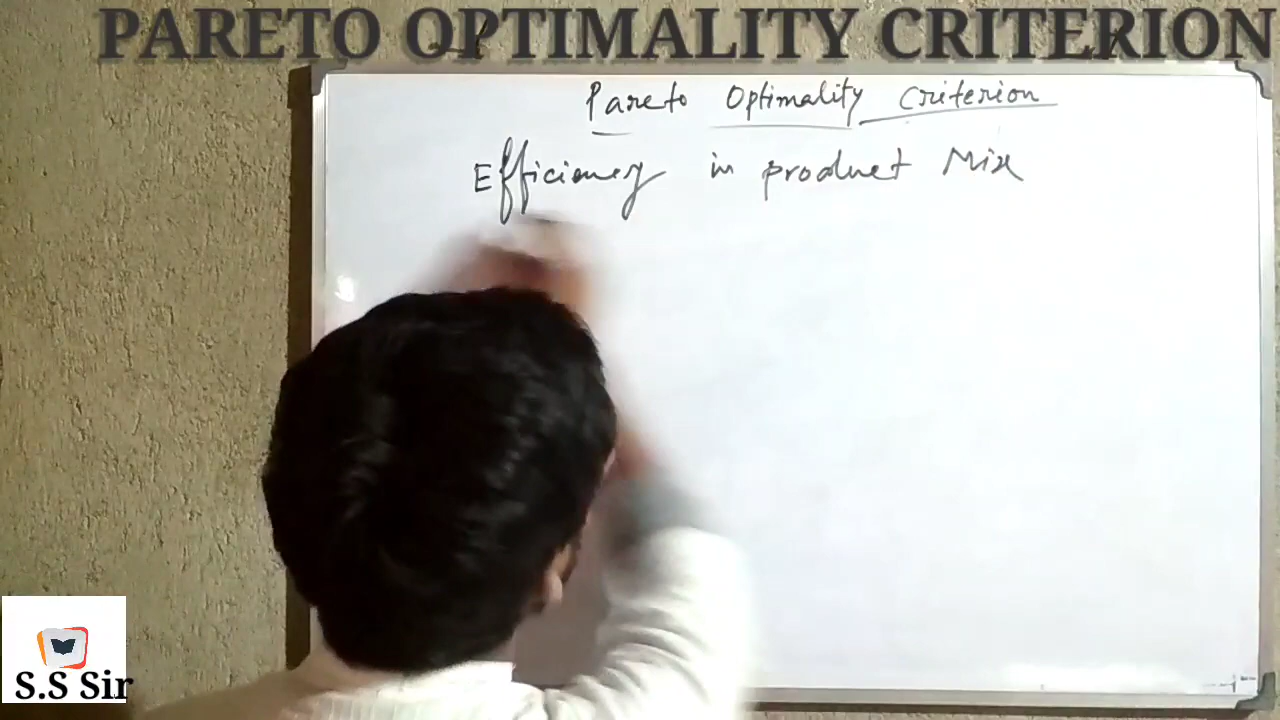 PARETO OPTIMALITY CRITERION
Pareto Optimality Criterion
Efficiency in product Mix
S.S Sir